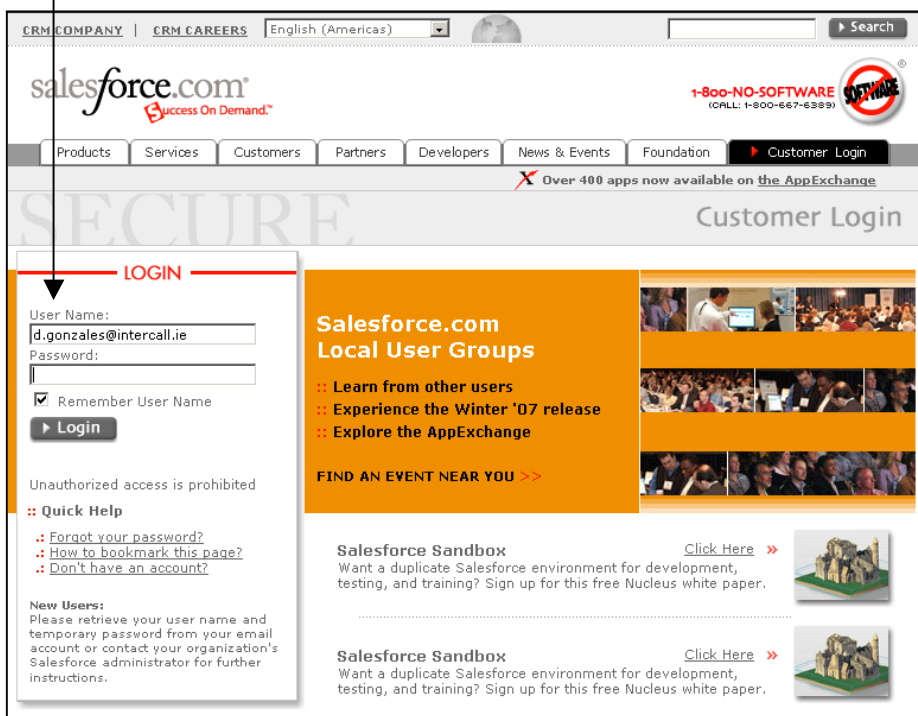 CRM COMPANY | CRM CAREERS English (Americas) Search
salesforce.com
Success On Demand.™
1-800-NO-SOFTWARE
(CALL: 1-800-667-6389)
SOFTWARE ®
Products Services Customers Partners Developers News & Events Foundation Customer Login
Over 400 apps now available on the AppExchange
SECURE
Customer Login
LOGIN
User Name:
d.gonzales@intercall.ie
Password:
Remember User Name
Login
Unauthorized access is prohibited
:: Quick Help
.: Forgot your password?
.: How to bookmark this page?
.: Don't have an account?
New Users:
Please retrieve your user name and
temporary password from your email
account or contact your organization's
Salesforce administrator for further
instructions.
Salesforce.com
Local User Groups
:: Learn from other users
:: Experience the Winter '07 release
:: Explore the AppExchange
FIND AN EVENT NEAR YOU >>
Salesforce Sandbox Click Here »
Want a duplicate Salesforce environment for development,
testing, and training? Sign up for this free Nucleus white paper.
Salesforce Sandbox Click Here »
Want a duplicate Salesforce environment for development,
testing, and training? Sign up for this free Nucleus white paper.